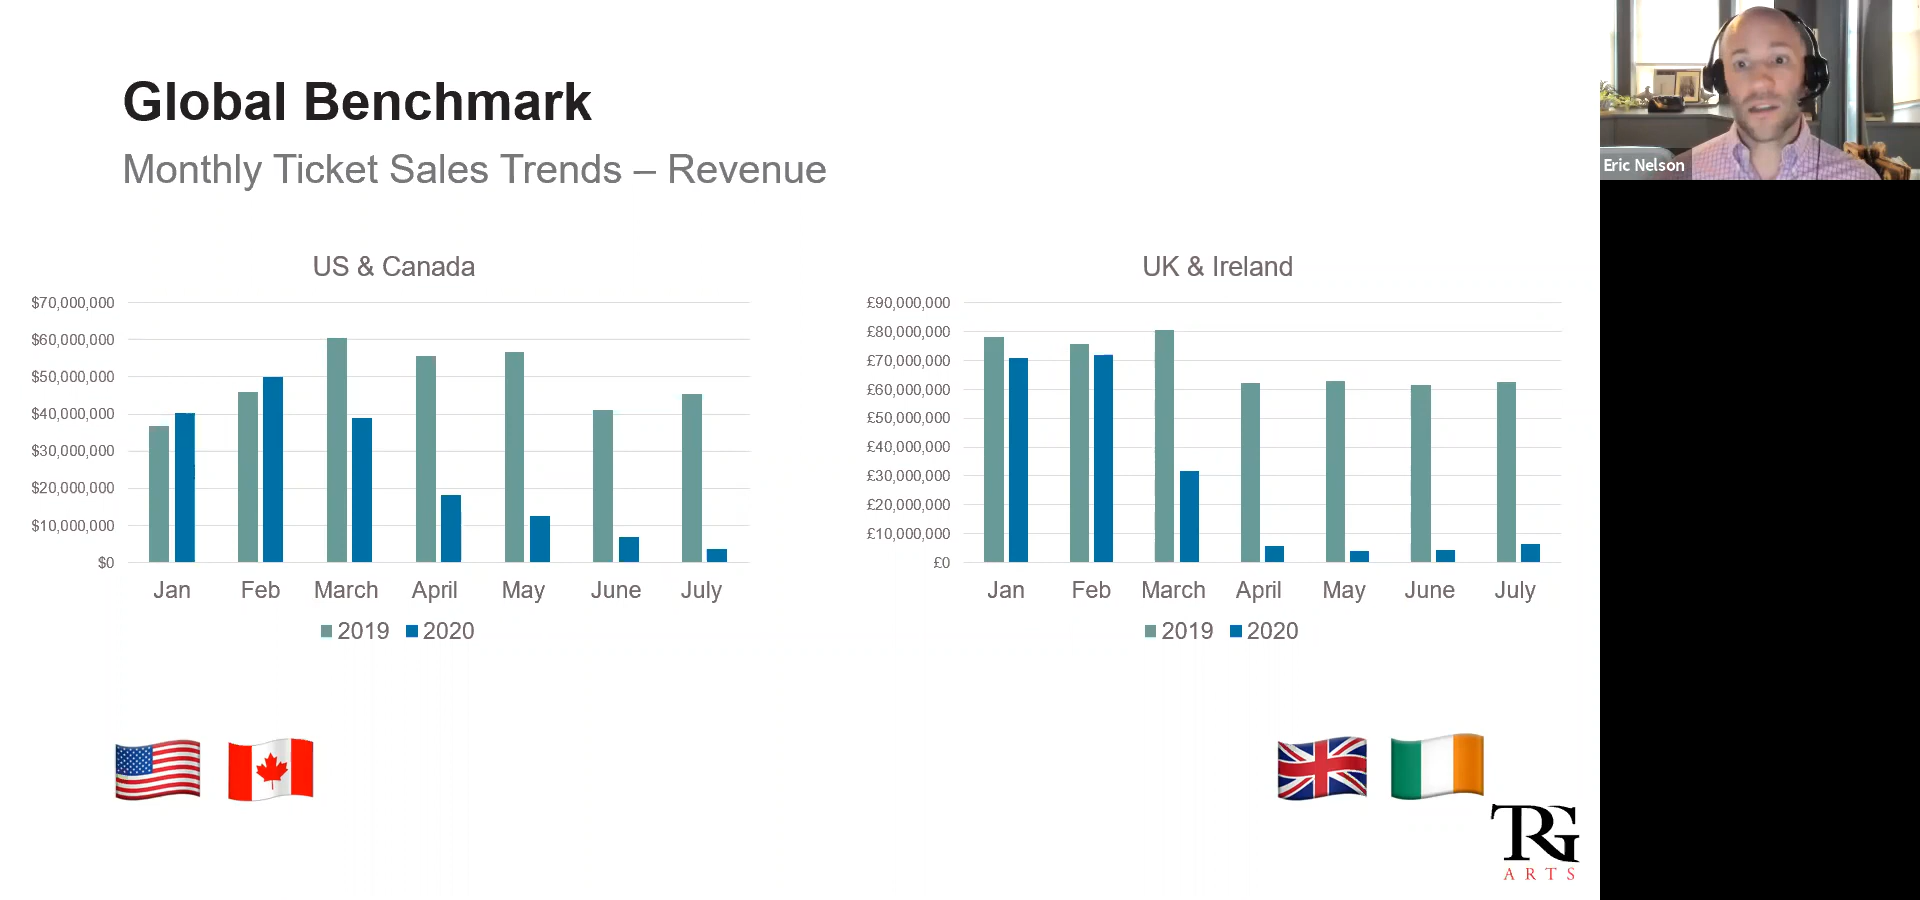 Global Benchmark
Monthly Ticket Sales Trends – Revenue
US & Canada
$70,000,000
$60,000,000
$50,000,000
$40,000,000
$30,000,000
$20,000,000
$10,000,000
$0
Jan Feb March April May June July
2019 2020
UK & Ireland
£90,000,000
£80,000,000
£70,000,000
£60,000,000
£50,000,000
£40,000,000
£30,000,000
£20,000,000
£10,000,000
£0
Jan Feb March April May June July
2019 2020
TRG
ARTS
Eric Nelson